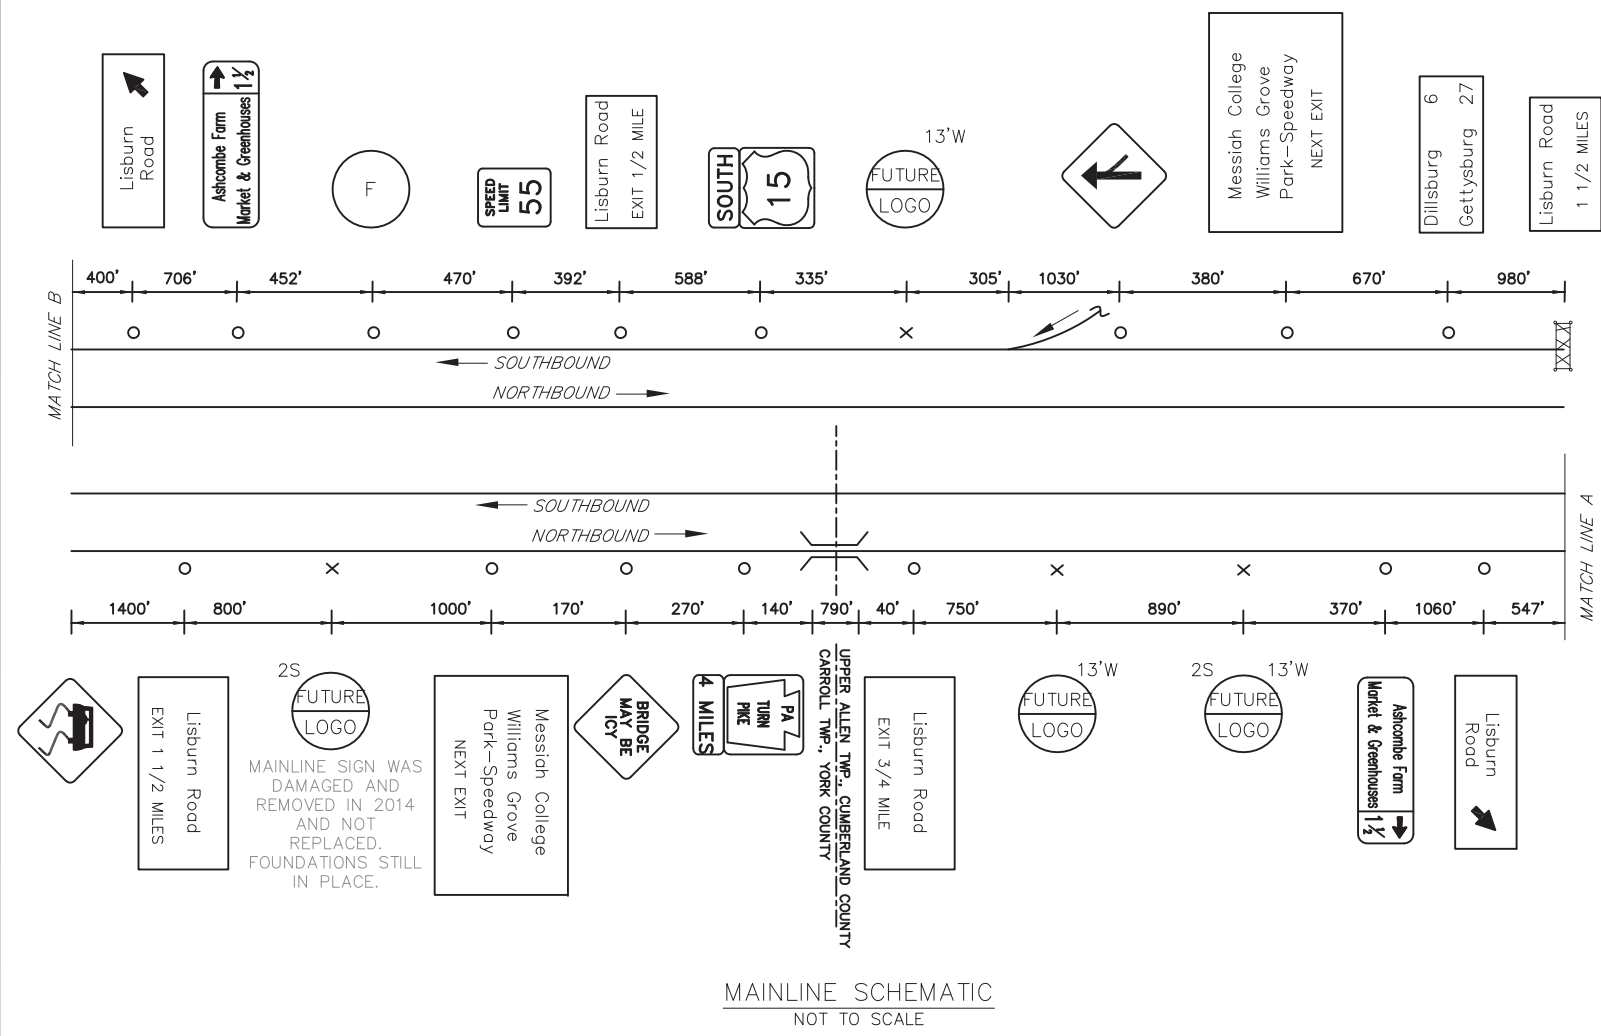 Lisburn
Road
Ashcombe Farm
Market & Greenhouses
1½
F
SPEED
LIMIT
55
Lisburn Road
EXIT 1/2 MILE
SOUTH
15
13'W
FUTURE
LOGO
Messiah College
Williams Grove
Park–Speedway
NEXT EXIT
Dillsburg 6
Gettysburg 27
Lisburn Road
1 1/2 MILES
400' 706' 452' 470' 392' 588' 335' 305' 1030' 380' 670' 980'
MATCH LINE B
SOUTHBOUND
NORTHBOUND
SOUTHBOUND
NORTHBOUND
MATCH LINE A
1400' 800' 1000' 170' 270' 140' 790' 40' 750' 890' 370' 1060' 547'
Lisburn Road
EXIT 1 1/2 MILES
2S
FUTURE
LOGO
MAINLINE SIGN WAS
DAMAGED AND
REMOVED IN 2014
AND NOT
REPLACED.
FOUNDATIONS STILL
IN PLACE.
Messiah College
Williams Grove
Park–Speedway
NEXT EXIT
BRIDGE
MAY BE
ICY
PA
TURN
PIKE
4 MILES
UPPER ALLEN TWP., CUMBERLAND COUNTY
CARROLL TWP., YORK COUNTY
Lisburn Road
EXIT 3/4 MILE
13'W
FUTURE
LOGO
2S 13'W
FUTURE
LOGO
Ashcombe Farm
Market & Greenhouses
1½
Lisburn
Road
MAINLINE SCHEMATIC
NOT TO SCALE